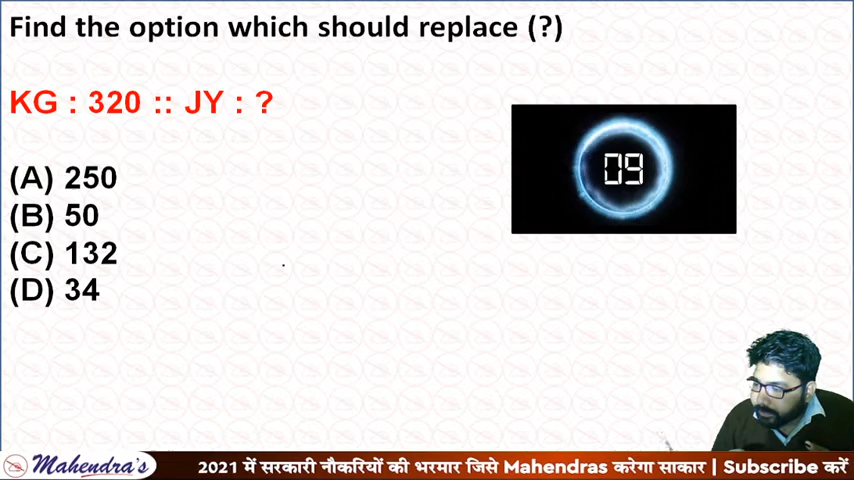 Find the option which should replace (?)
KG : 320 :: JY : ?
09
(A) 250
(B) 50
(C) 132
(D) 34
Mahendra's
2021 में सरकारी नौकरियों की भरमार जिसे Mahendras करेगा साकार | Subscribe करें